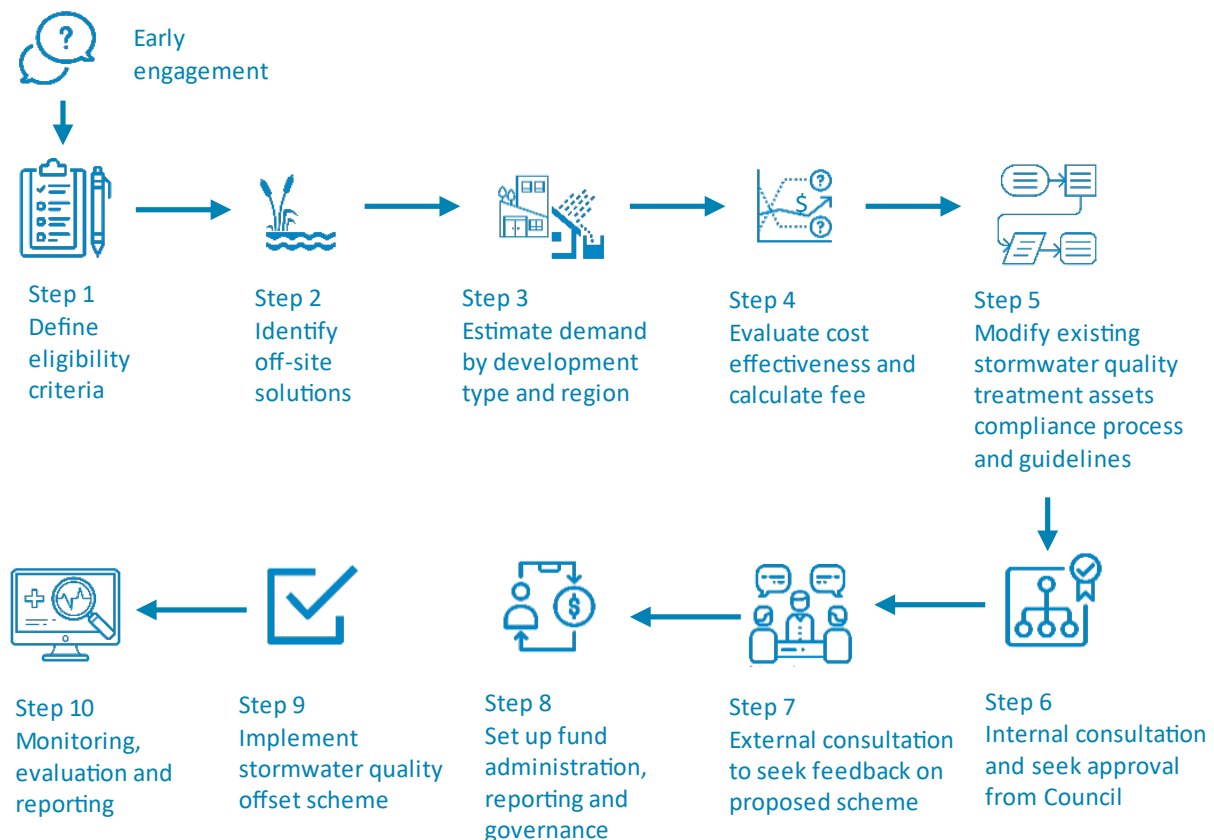 Early
engagement
Step 1
Define
eligibility
criteria
Step 2
Identify
off-site
solutions
Step 3
Estimate demand
by development
type and region
Step 4
Evaluate cost
effectiveness and
calculate fee
Step 5
Modify existing
stormwater quality
treatment assets
compliance process
and guidelines
Step 6
Internal consultation
and seek approval
from Council
Step 7
External consultation
to seek feedback on
proposed scheme
Step 8
Set up fund
administration,
reporting and
governance
Step 9
Implement
stormwater quality
offset scheme
Step 10
Monitoring,
evaluation and
reporting